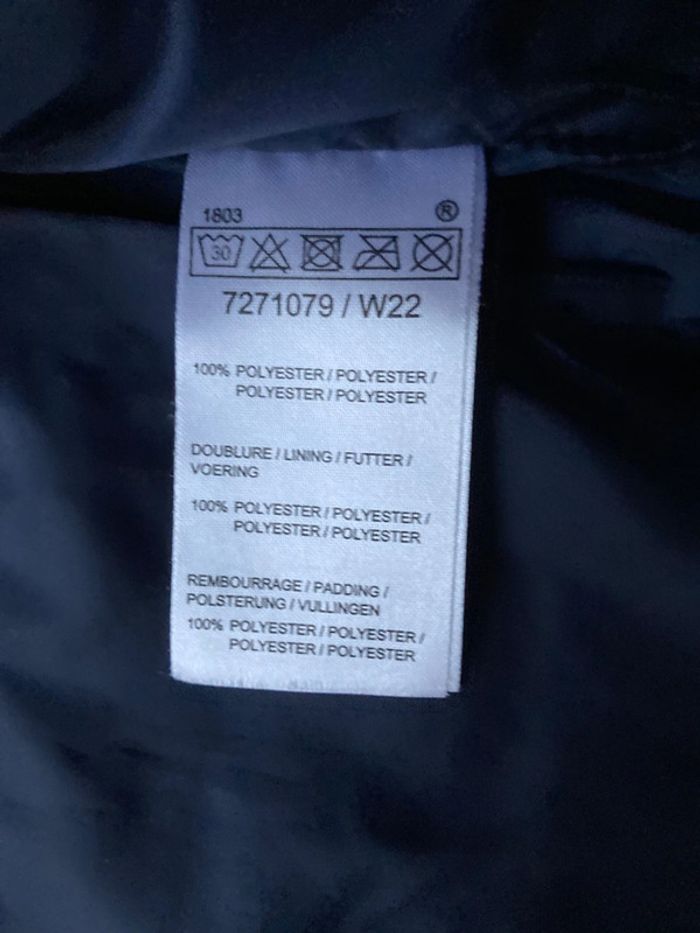 1803 ®
30
7271079 / W22
100% POLYESTER / POLYESTER /
POLYESTER / POLYESTER
DOUBLURE / LINING / FUTTER /
VOERING
100% POLYESTER / POLYESTER /
POLYESTER / POLYESTER
REMBOURRAGE / PADDING /
POLSTERUNG / VULLINGEN
100% POLYESTER / POLYESTER /
POLYESTER / POLYESTER